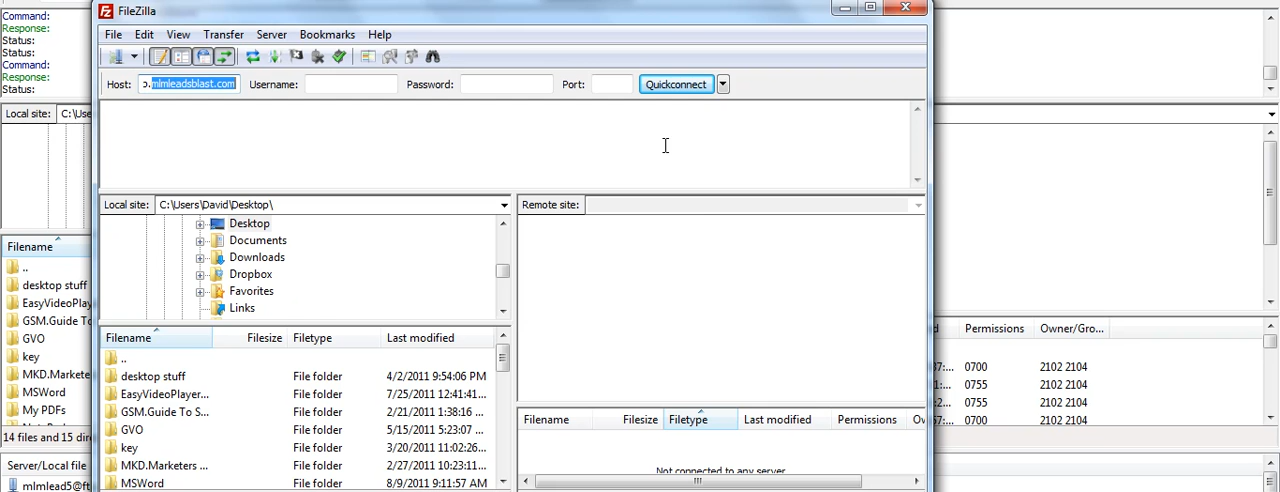 FileZilla
File Edit View Transfer Server Bookmarks Help
Host: mlmleadsblast.com Username: Password: Port: Quickconnect
Command:
Response:
Status:
Status:
Command:
Response:
Status:
Local site: C:\Use
Local site: C:\Users\David\Desktop\
Remote site:
Desktop
Documents
Downloads
Dropbox
Favorites
Links
Filename
..
desktop stuff
EasyVideoPlay
GSM.Guide To
GVO
key
MKD.Markete
MSWord
My PDFs
14 files and 15 dire
Server/Local file
mlmlead5@ft
Filename Filesize Filetype Last modified
..
desktop stuff File folder 4/2/2011 9:54:06 PM
EasyVideoPlayer... File folder 7/25/2011 12:41:41...
GSM.Guide To S... File folder 2/21/2011 1:38:16 ...
GVO File folder 5/15/2011 5:23:07 ...
key File folder 3/20/2011 11:02:26...
MKD.Marketers ... File folder 2/27/2011 10:23:11...
MSWord File folder 8/9/2011 9:11:57 AM
Filename Filesize Filetype Last modified Permissions Ow
Not connected to any server
d Permissions Owner/Gro...
0700 2102 2104
0755 2102 2104
0755 2102 2104
0700 2102 2104